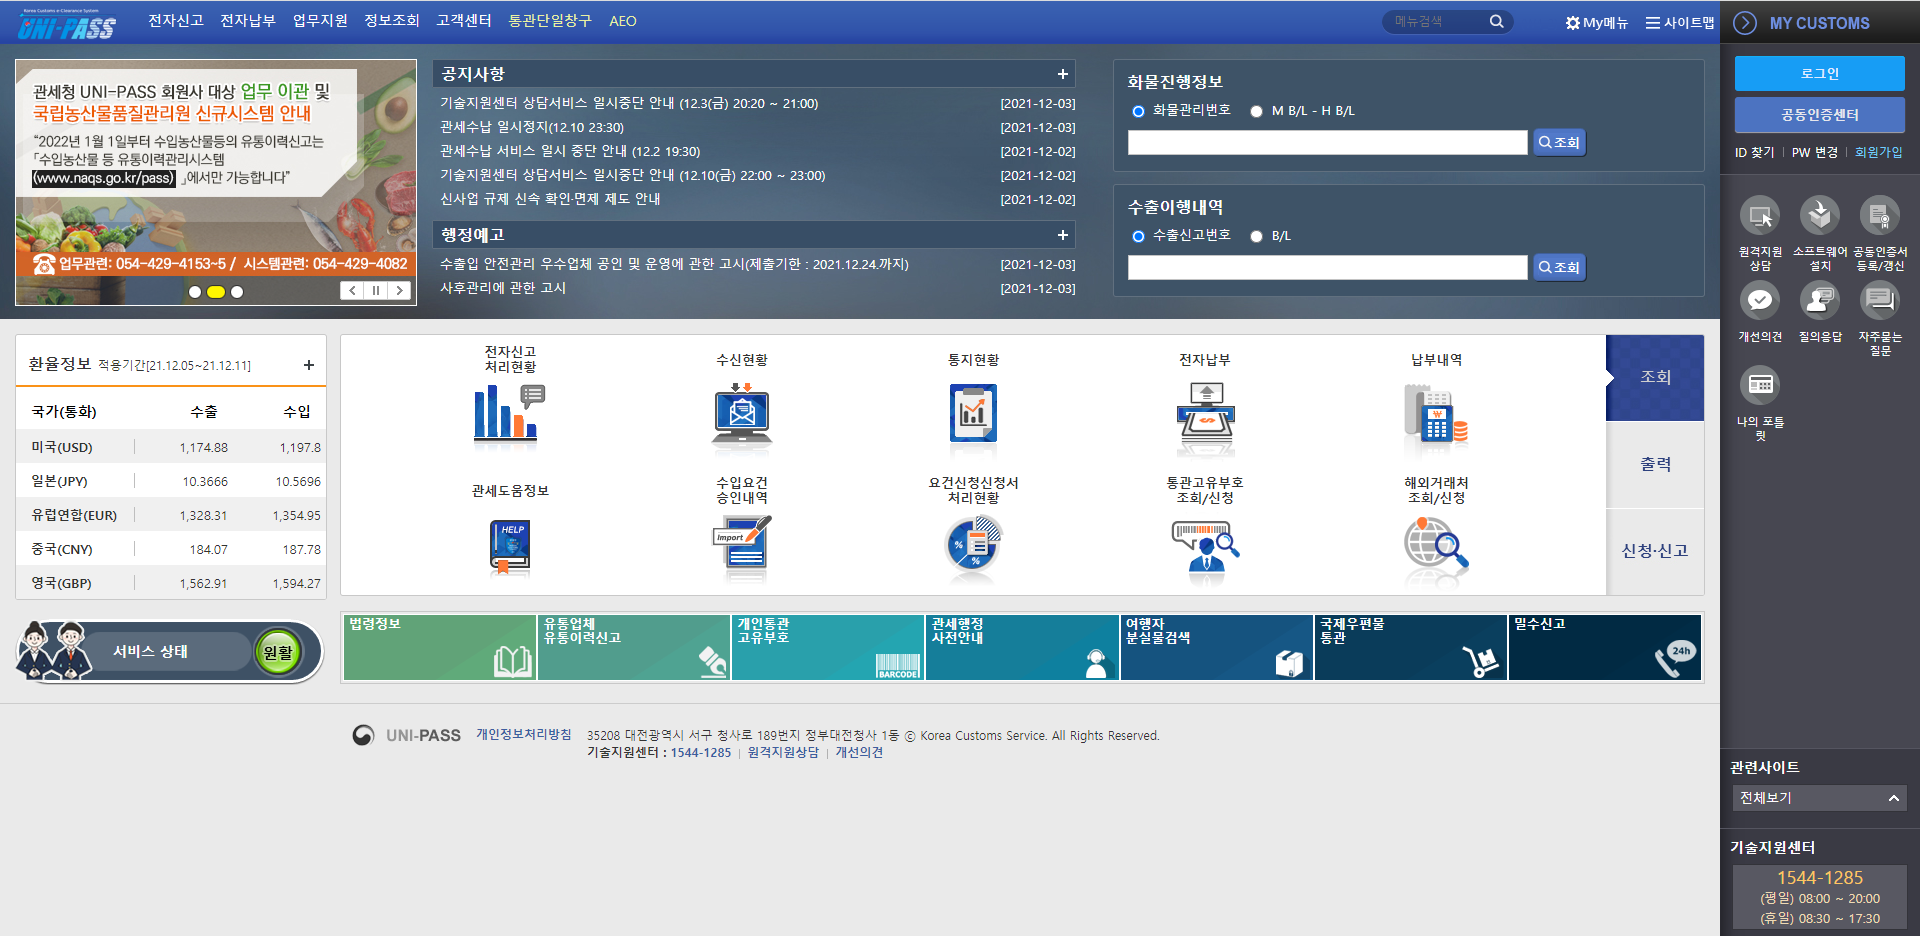 Korea Customs e-Clearance System
UNI-PASS
전자신고 전자납부 업무지원 정보조회 고객센터 통관단일창구 AEO
메뉴검색
My메뉴 사이트맵
MY CUSTOMS
관세청 UNI-PASS 회원사 대상 업무 이관 및
국립농산물품질관리원 신규시스템 안내
“2022년 1월 1일부터 수입농산물등의 유통이력신고는
「수입농산물 등 유통이력관리시스템
(www.naqs.go.kr/pass) 」에서만 가능합니다”
업무관련: 054-429-4153~5 / 시스템관련: 054-429-4082
공지사항 +
기술지원센터 상담서비스 일시중단 안내 (12.3(금) 20:20 ~ 21:00) [2021-12-03]
관세수납 일시정지(12.10 23:30) [2021-12-03]
관세수납 서비스 일시 중단 안내 (12.2 19:30) [2021-12-02]
기술지원센터 상담서비스 일시중단 안내 (12.10(금) 22:00 ~ 23:00) [2021-12-02]
신사업 규제 신속 확인·면제 제도 안내 [2021-12-02]
행정예고 +
수출입 안전관리 우수업체 공인 및 운영에 관한 고시(제출기한 : 2021.12.24.까지) [2021-12-03]
사후관리에 관한 고시 [2021-12-03]
화물진행정보
화물관리번호 M B/L - H B/L
조회
수출이행내역
수출신고번호 B/L
조회
로그인
공동인증센터
ID 찾기 | PW 변경 | 회원가입
원격지원 상담
소프트웨어 설치
공동인증서 등록/갱신
개선의견
질의응답
자주묻는 질문
나의 포틀릿
환율정보 적용기간[21.12.05~21.12.11] +
국가(통화) 수출 수입
미국(USD) 1,174.88 1,197.8
일본(JPY) 10.3666 10.5696
유럽연합(EUR) 1,328.31 1,354.95
중국(CNY) 184.07 187.78
영국(GBP) 1,562.91 1,594.27
전자신고
처리현황
수신현황
통지현황
전자납부
납부내역
관세도움정보
HELP
수입요건
승인내역
Import
요건신청신청서
처리현황
통관고유부호
조회/신청
해외거래처
조회/신청
조회
출력
신청·신고
서비스 상태 원활
법령정보
유통업체
유통이력신고
개인통관
고유부호
BARCODE
관세행정
사전안내
여행자
분실물검색
국제우편물
통관
밀수신고
24h
UNI-PASS 개인정보처리방침 35208 대전광역시 서구 청사로 189번지 정부대전청사 1동 ⓒ Korea Customs Service. All Rights Reserved.
기술지원센터 : 1544-1285 | 원격지원상담 | 개선의견
관련사이트
전체보기
기술지원센터
1544-1285
(평일) 08:00 ~ 20:00
(휴일) 08:30 ~ 17:30